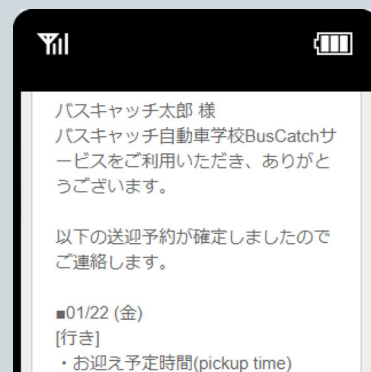 バスキャッチ太郎 様
バスキャッチ自動車学校BusCatchサ
ービスをご利用いただき、ありがと
うございます。
以下の送迎予約が確定しましたので
ご連絡します。
■01/22 (金)
[行き]
・お迎え予定時間(pickup time)